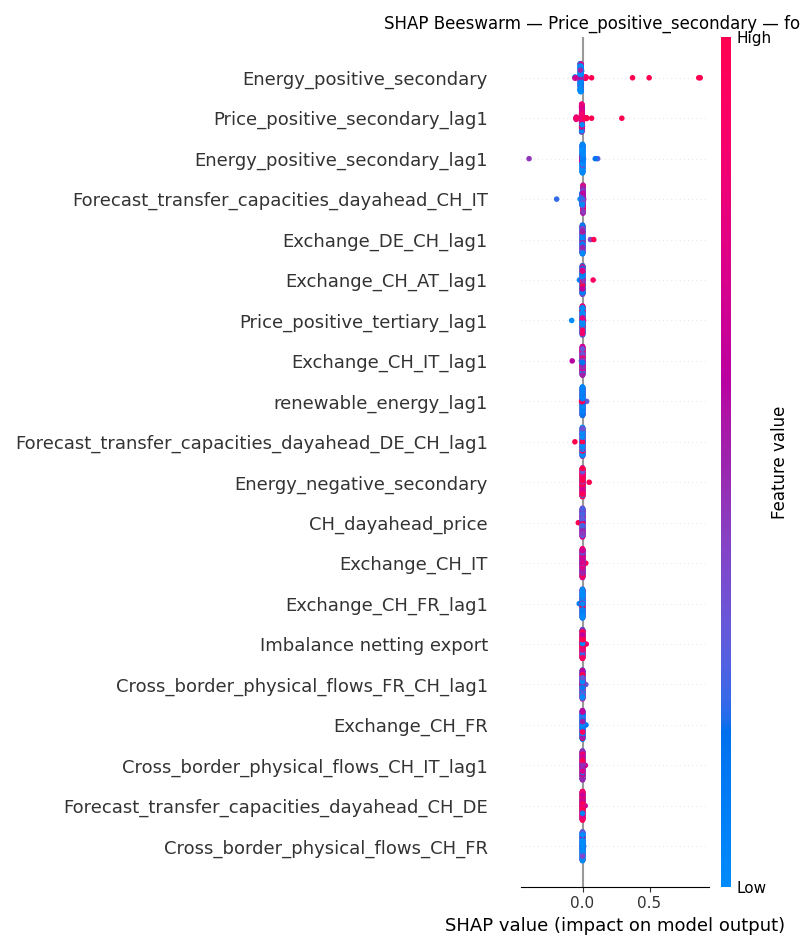 SHAP Beeswarm — Price_positive_secondary — fo
High
Energy_positive_secondary
Price_positive_secondary_lag1
Energy_positive_secondary_lag1
Forecast_transfer_capacities_dayahead_CH_IT
Exchange_DE_CH_lag1
Exchange_CH_AT_lag1
Price_positive_tertiary_lag1
Exchange_CH_IT_lag1
renewable_energy_lag1
Forecast_transfer_capacities_dayahead_DE_CH_lag1
Energy_negative_secondary
CH_dayahead_price
Exchange_CH_IT
Exchange_CH_FR_lag1
Imbalance netting export
Cross_border_physical_flows_FR_CH_lag1
Exchange_CH_FR
Cross_border_physical_flows_CH_IT_lag1
Forecast_transfer_capacities_dayahead_CH_DE
Cross_border_physical_flows_CH_FR
Feature value
Low
0.0 0.5
SHAP value (impact on model output)